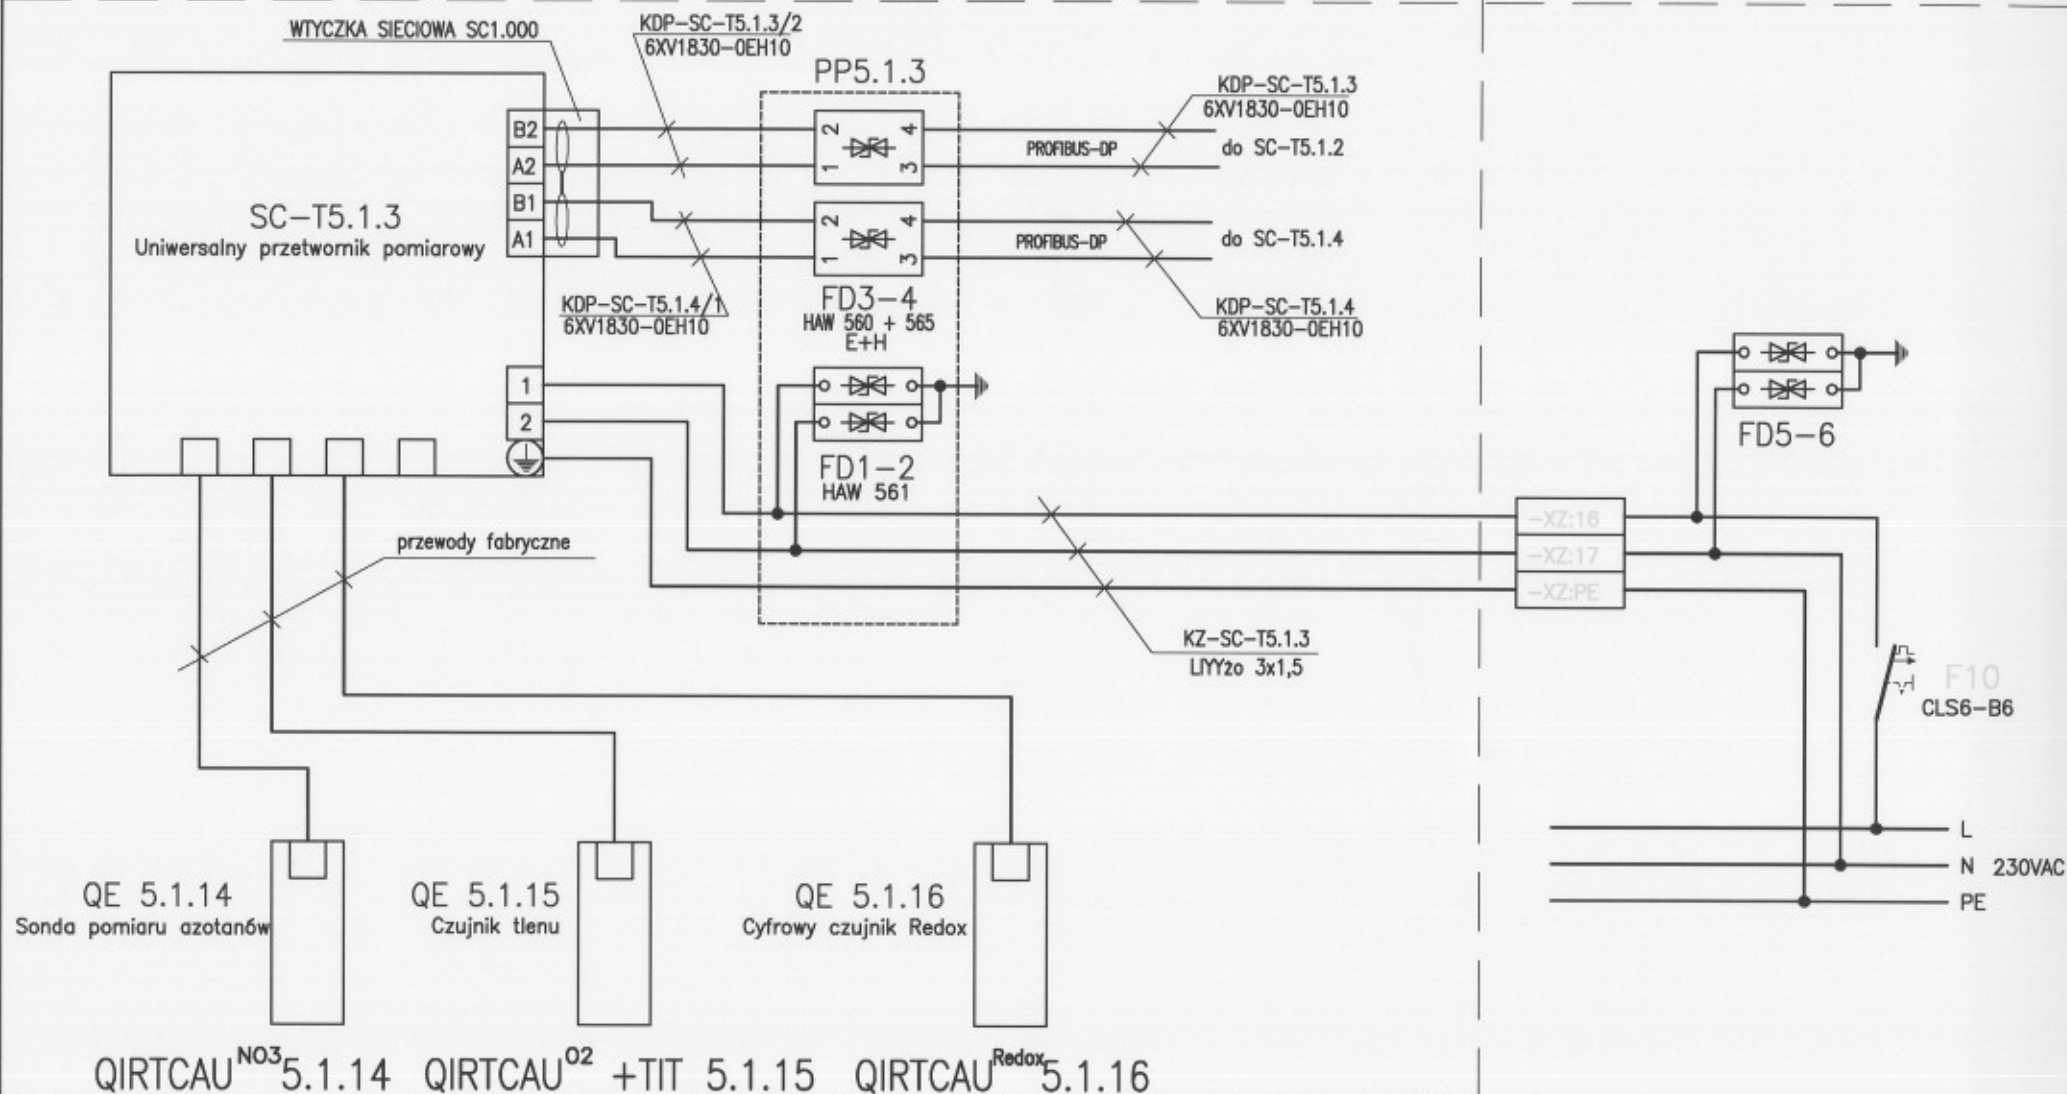 WTYCZKA SIECIOWA SC1.000
KDP-SC-T5.1.3/2
6XV1830-0EH10
PP5.1.3
KDP-SC-T5.1.3
6XV1830-0EH10
B2
A2
B1
A1
2
1
4
3
PROFIBUS-DP
do SC-T5.1.2
SC-T5.1.3
Uniwersalny przetwornik pomiarowy
2
1
4
3
PROFIBUS-DP
do SC-T5.1.4
KDP-SC-T5.1.4/1
6XV1830-0EH10
FD3-4
HAW 560 + 565
E+H
KDP-SC-T5.1.4
6XV1830-0EH10
1
2
FD1-2
HAW 561
FD5-6
przewody fabryczne
-XZ:16
-XZ:17
-XZ:PE
KZ-SC-T5.1.3
LIYYżo 3x1,5
F10
CLS6-B6
L
N 230VAC
PE
QE 5.1.14
Sonda pomiaru azotanów
QE 5.1.15
Czujnik tlenu
QE 5.1.16
Cyfrowy czujnik Redox
QIRTCAU NO3 5.1.14 QIRTCAU O2 +TIT 5.1.15 QIRTCAU Redox 5.1.16